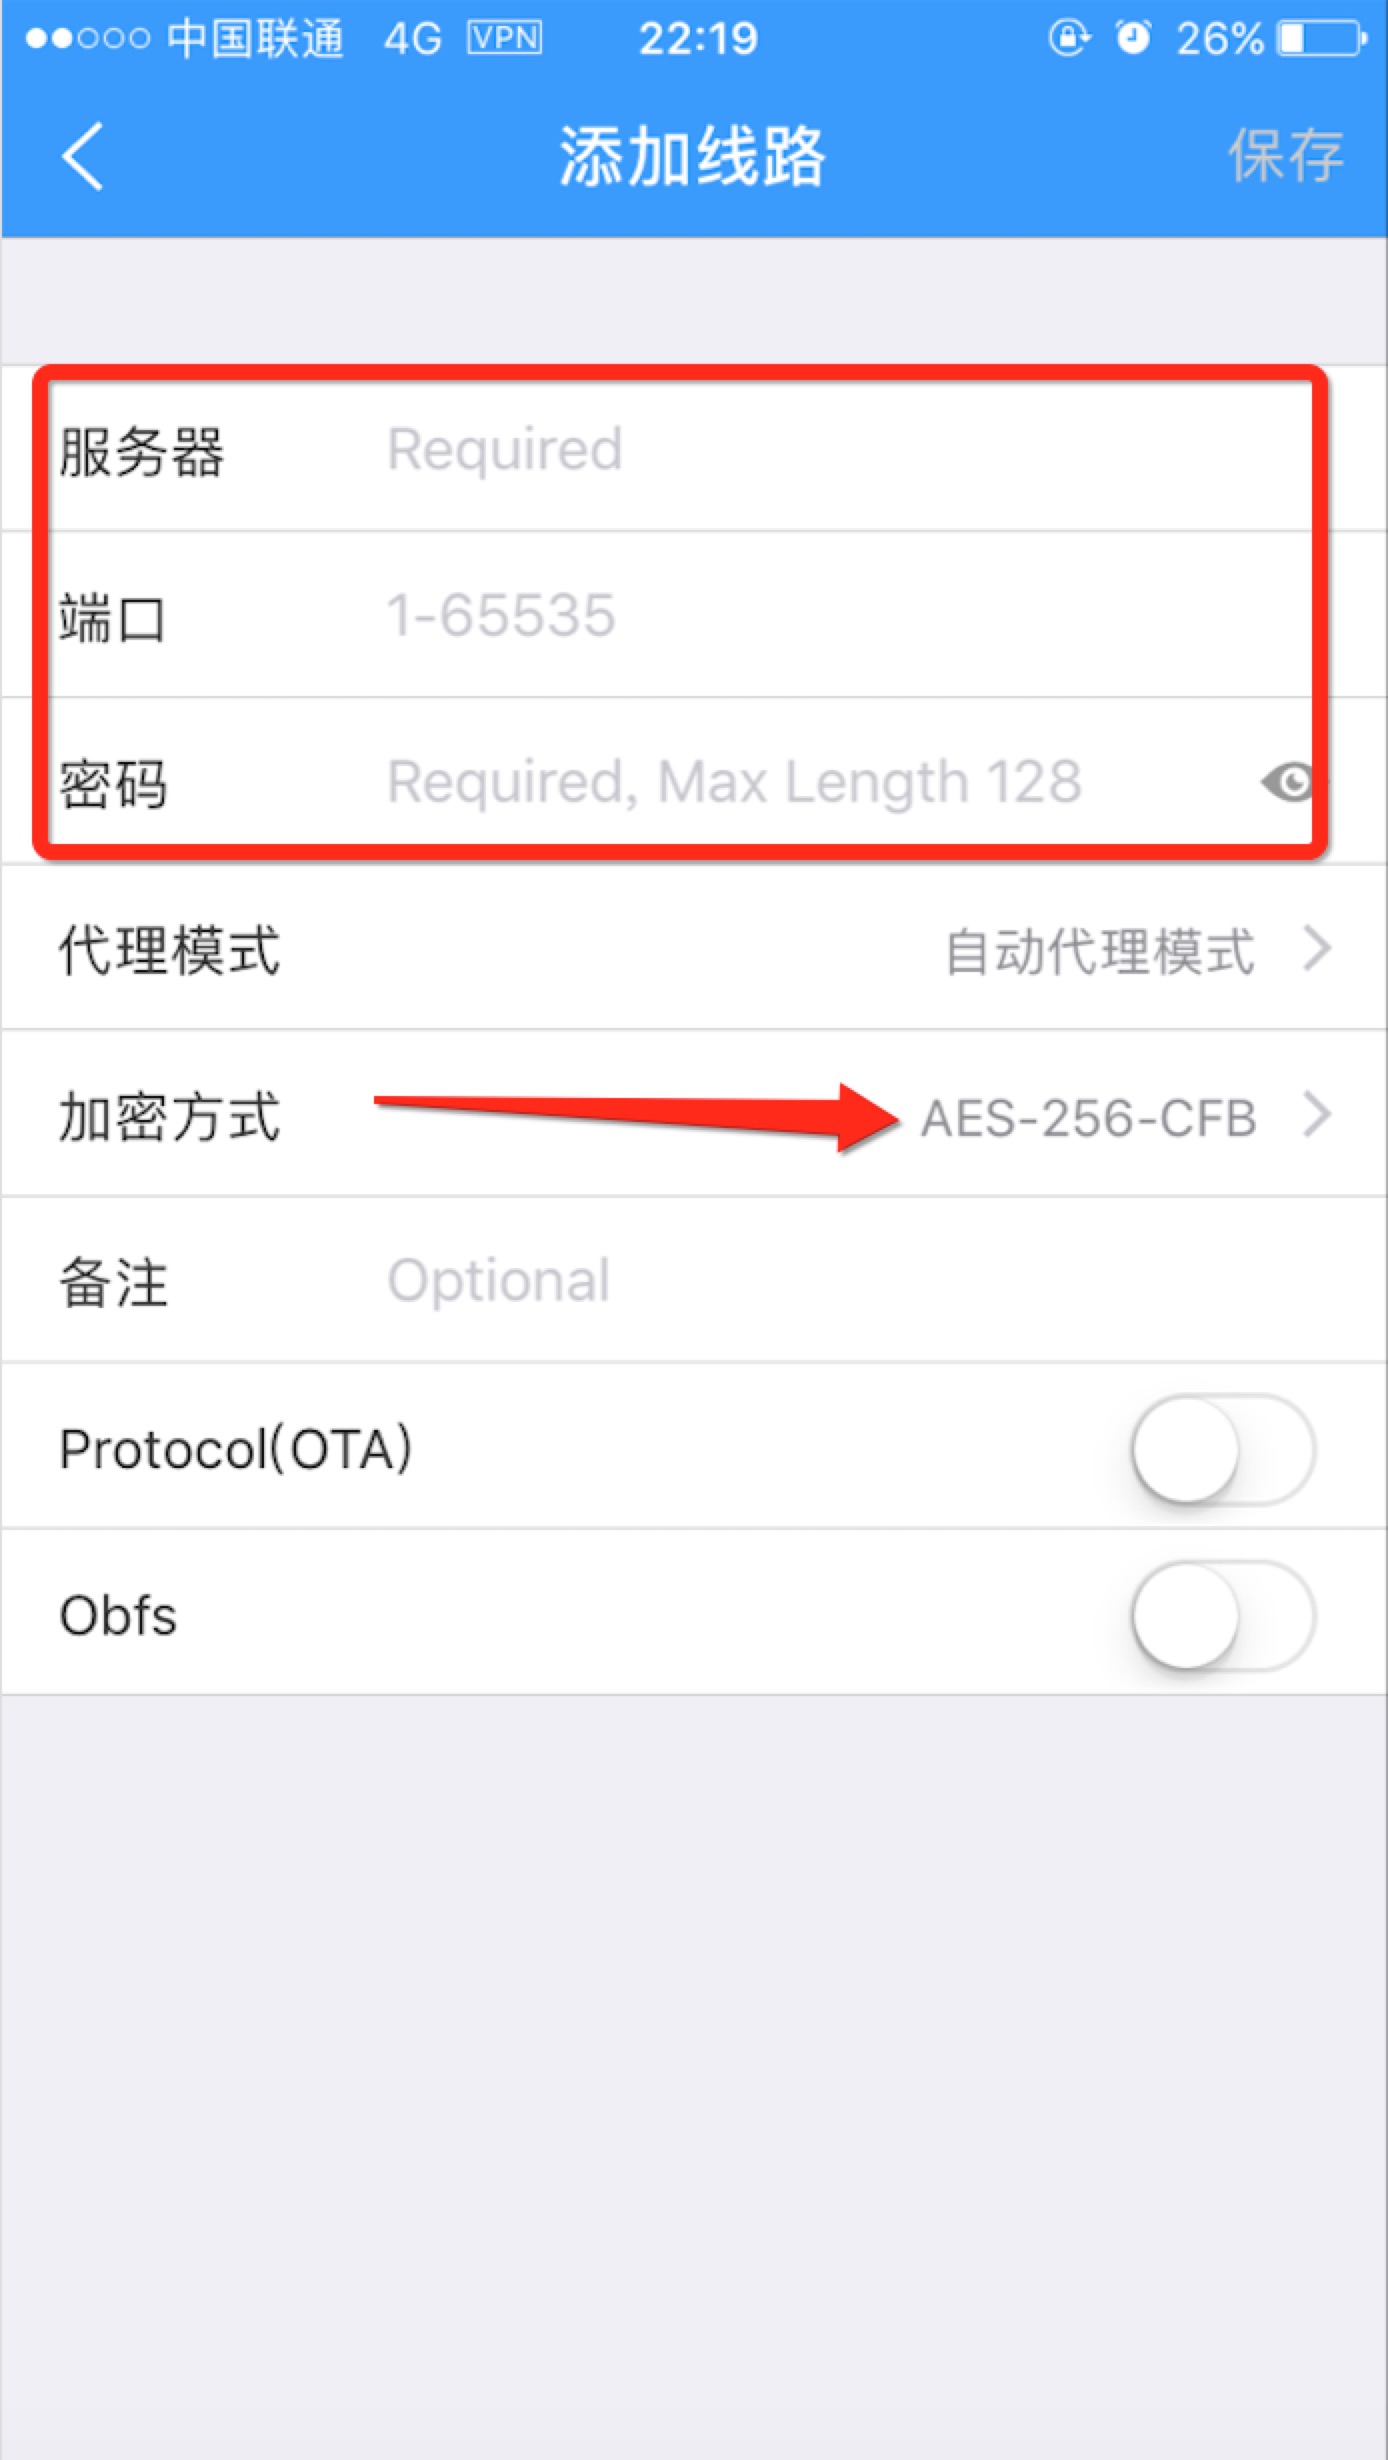 中国联通 4G VPN 22:19 26%
添加线路 保存
服务器 Required
端口 1-65535
密码 Required, Max Length 128
代理模式 自动代理模式
加密方式 AES-256-CFB
备注 Optional
Protocol(OTA)
Obfs